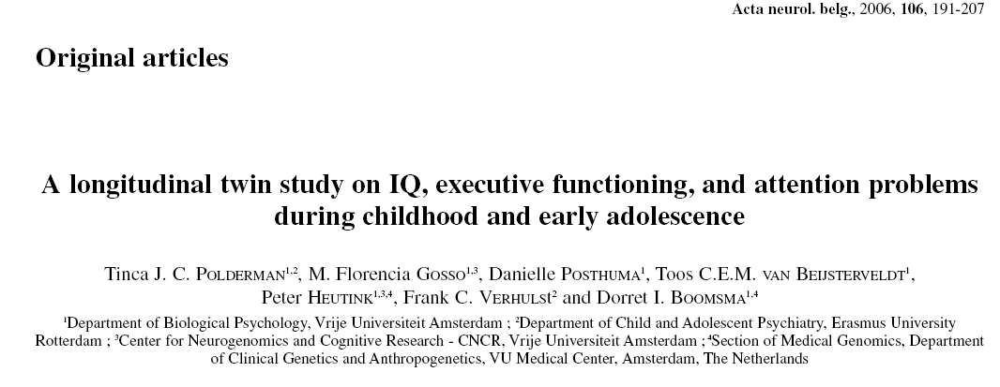 Acta neurol. belg., 2006, 106, 191-207
Original articles
A longitudinal twin study on IQ, executive functioning, and attention problems
during childhood and early adolescence
Tinca J. C. POLDERMAN1,2, M. Florencia GOSSO1,3, Danielle POSTHUMA1, Toos C.E.M. VAN BEIJSTERVELDT1,
Peter HEUTINK1,3,4, Frank C. VERHULST2 and Dorret I. BOOMSMA1,4
1Department of Biological Psychology, Vrije Universiteit Amsterdam ; 2Department of Child and Adolescent Psychiatry, Erasmus University
Rotterdam ; 3Center for Neurogenomics and Cognitive Research - CNCR, Vrije Universiteit Amsterdam ; 4Section of Medical Genomics, Department
of Clinical Genetics and Anthropogenetics, VU Medical Center, Amsterdam, The Netherlands